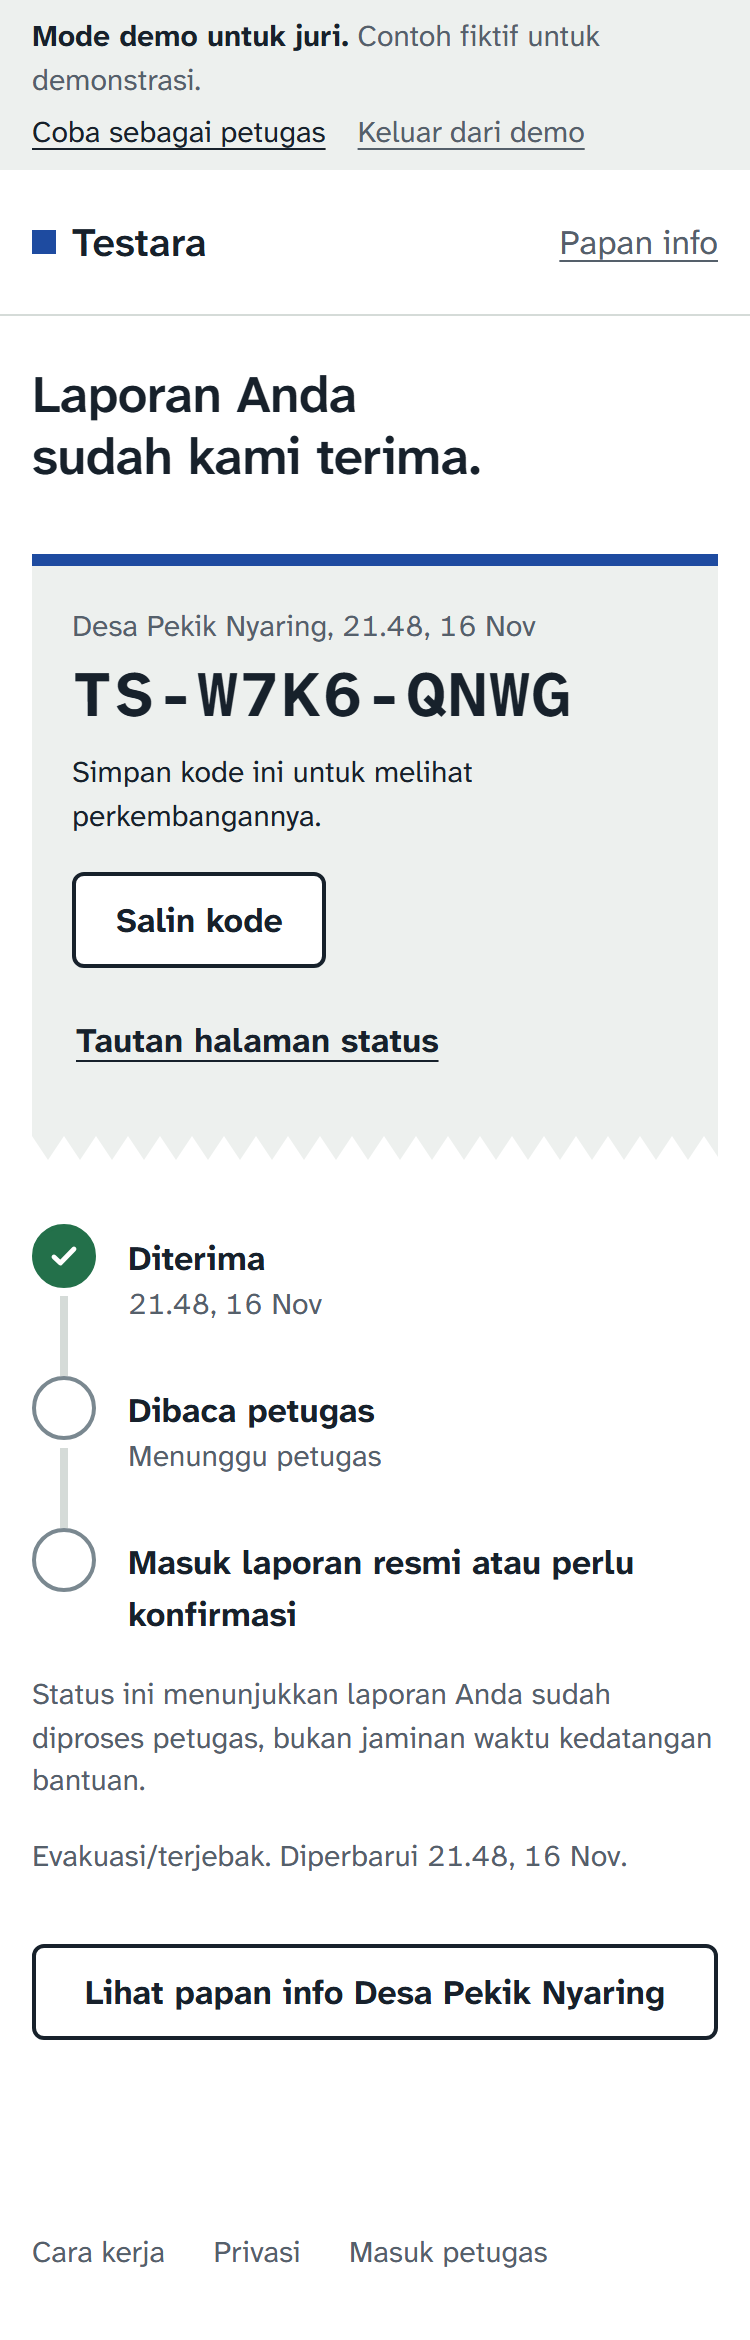 Mode demo untuk juri. Contoh fiktif untuk
demonstrasi.
Coba sebagai petugas Keluar dari demo
Testara Papan info
Laporan Anda
sudah kami terima.
Desa Pekik Nyaring, 21.48, 16 Nov
TS-W7K6-QNWG
Simpan kode ini untuk melihat
perkembangannya.
Salin kode
Tautan halaman status
Diterima
21.48, 16 Nov
Dibaca petugas
Menunggu petugas
Masuk laporan resmi atau perlu
konfirmasi
Status ini menunjukkan laporan Anda sudah
diproses petugas, bukan jaminan waktu kedatangan
bantuan.
Evakuasi/terjebak. Diperbarui 21.48, 16 Nov.
Lihat papan info Desa Pekik Nyaring
Cara kerja Privasi Masuk petugas